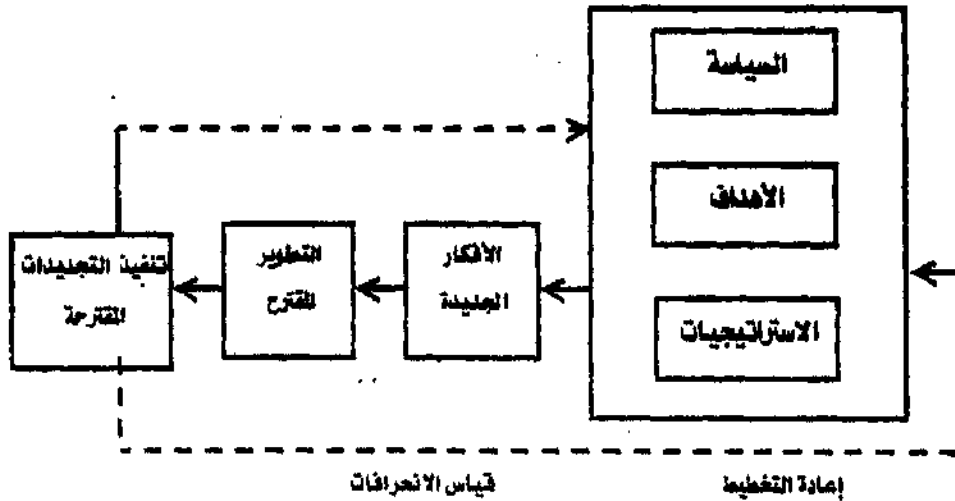 السياسة
الأهداف
الاستراتيجيات
الأفكار
الجديدة
التطوير
المقترح
تنفيذ التجديدات
المقترحة
إعادة التخطيط
قياس الانحرافات